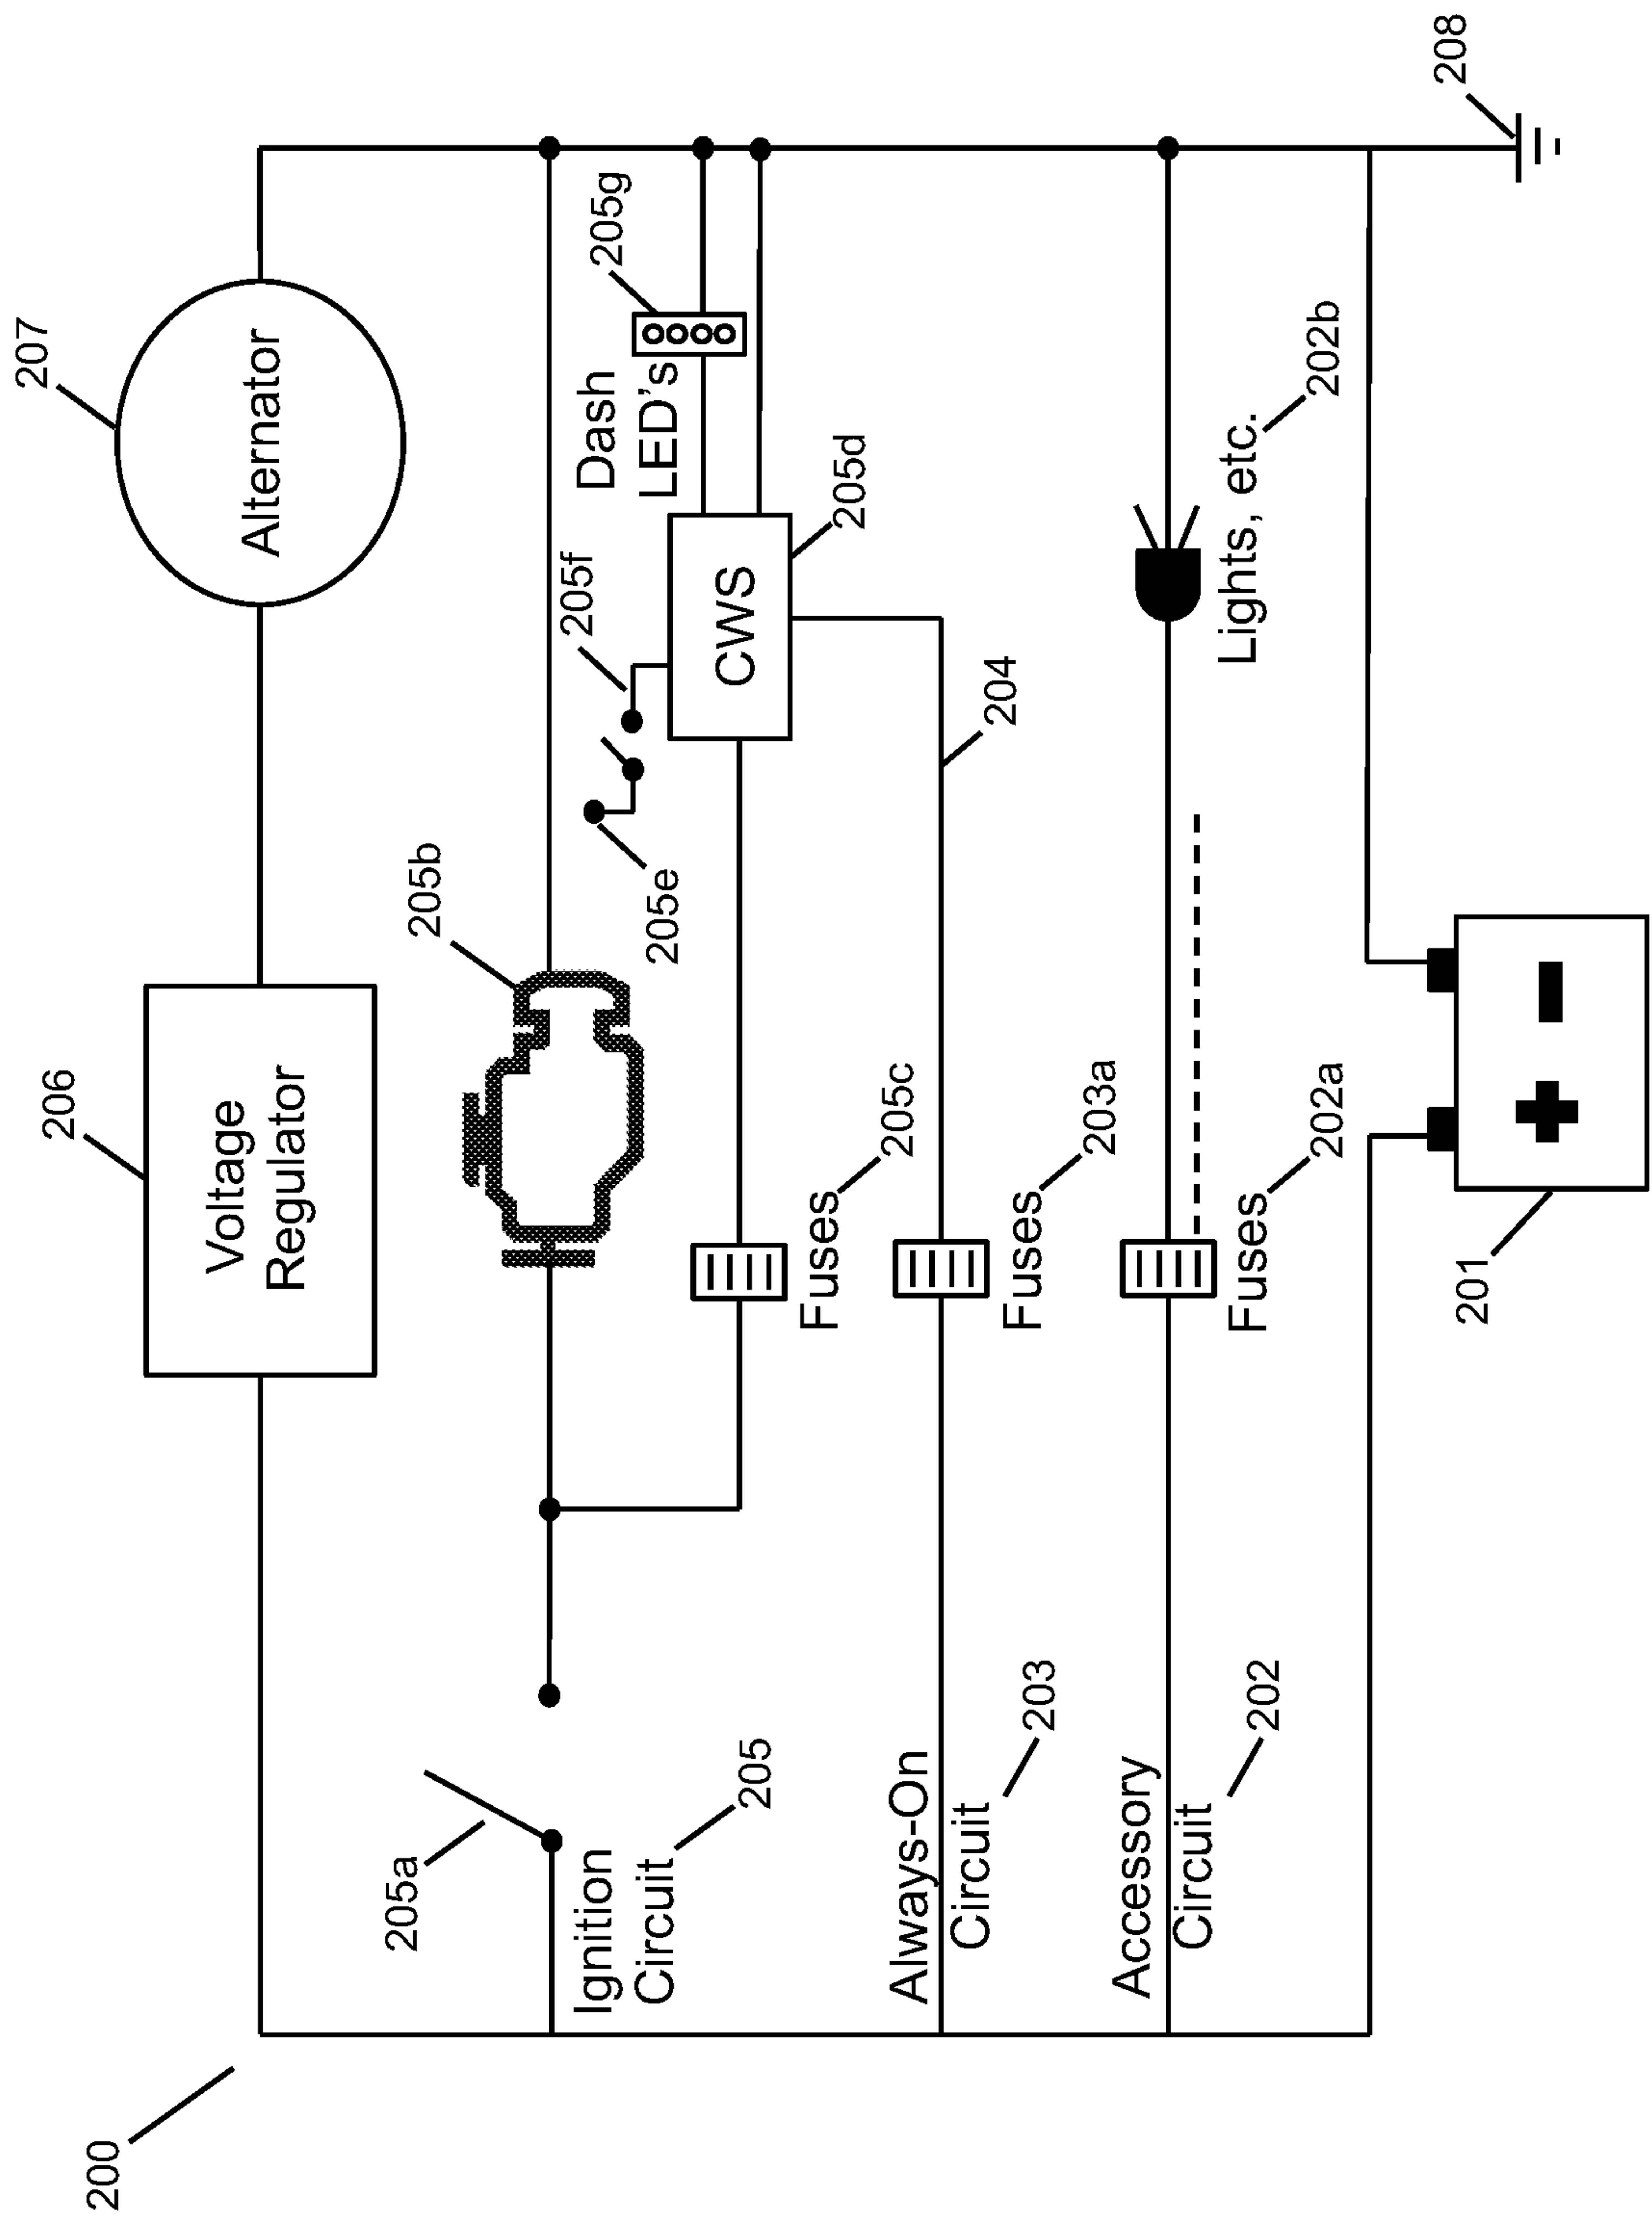 200
206
207
Voltage
Regulator
Alternator
205a
205b
Ignition
Circuit
205
205e
205f
Dash
LED's
205g
CWS
205d
Fuses
205c
Always-On
Circuit
203
Fuses
203a
204
Accessory
Circuit
202
Fuses
202a
Lights, etc.
202b
201
208